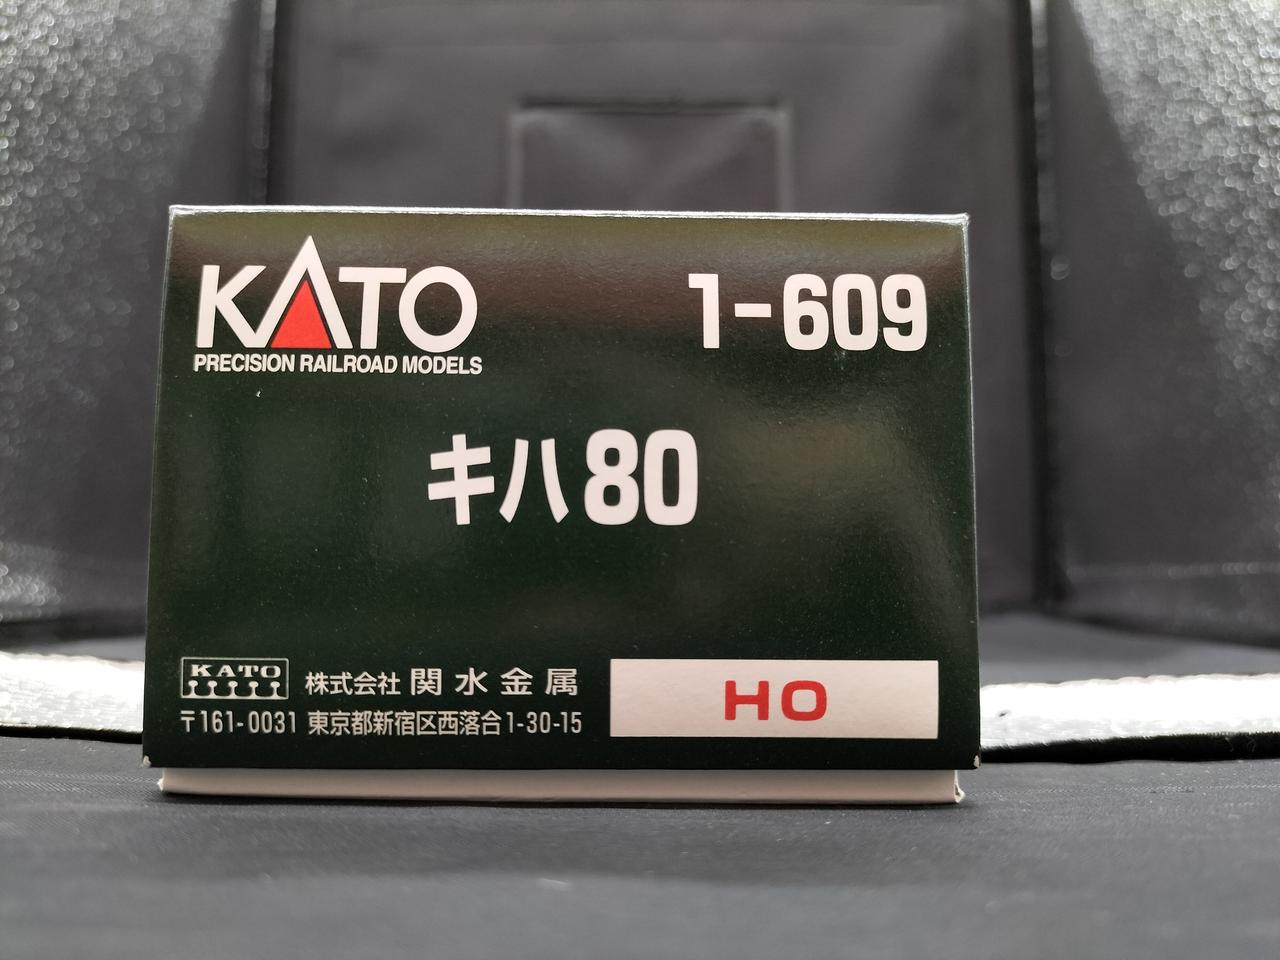 KATO 1-609
PRECISION RAILROAD MODELS
キハ80
KATO 株式会社 関水金属
〒161-0031 東京都新宿区西落合1-30-15
HO